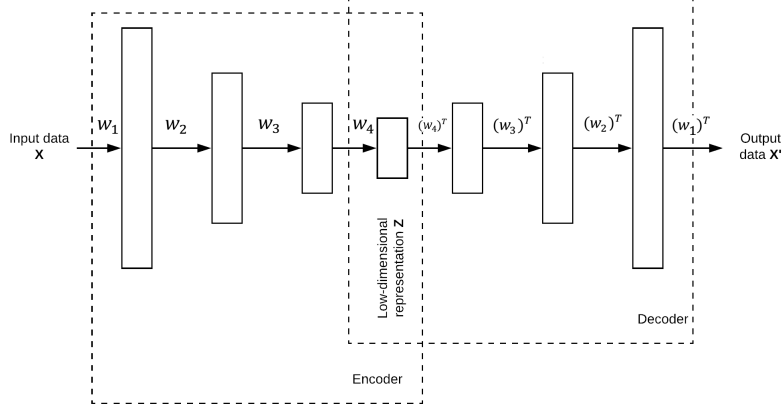 Input data
X
w₁
w₂
w₃
w₄
(w₄)ᵀ
(w₃)ᵀ
(w₂)ᵀ
(w₁)ᵀ
Output
data X'
Low-dimensional
representation Z
Decoder
Encoder